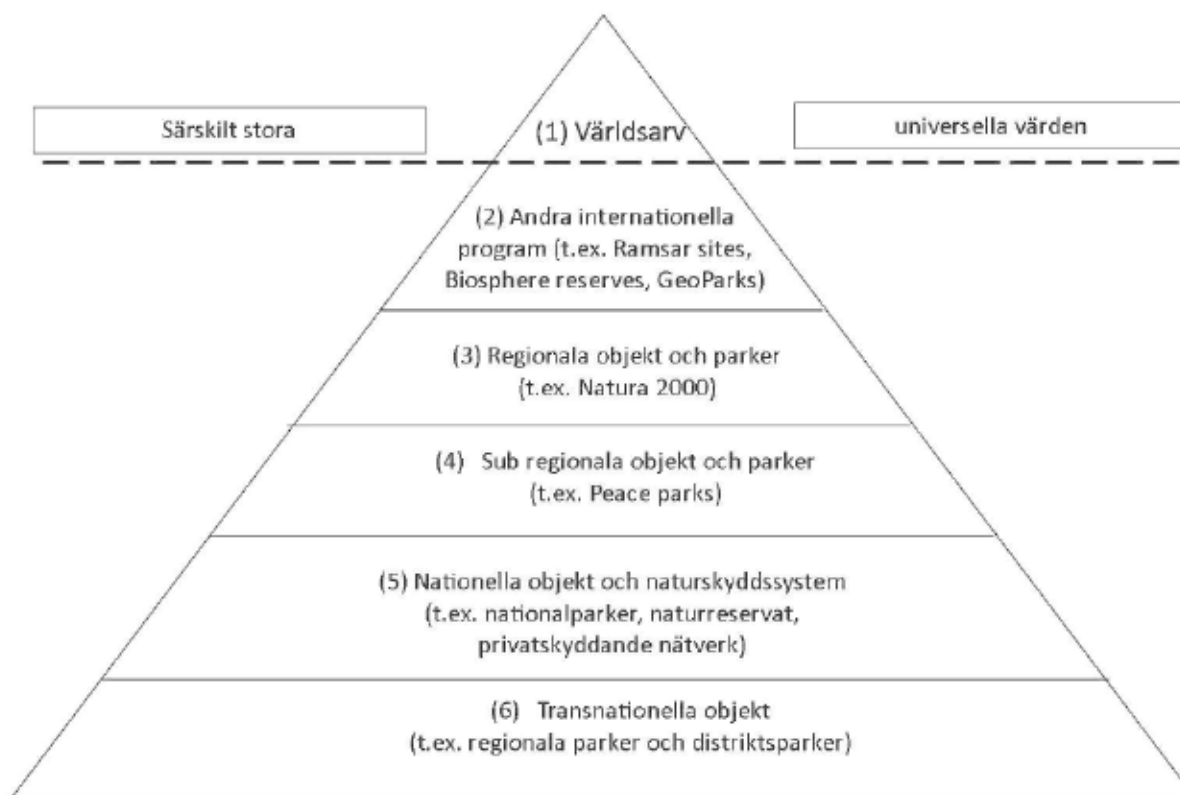 Särskilt stora
(1) Världsarv
universella värden
(2) Andra internationella
program (t.ex. Ramsar sites,
Biosphere reserves, GeoParks)
(3) Regionala objekt och parker
(t.ex. Natura 2000)
(4) Sub regionala objekt och parker
(t.ex. Peace parks)
(5) Nationella objekt och naturskyddssystem
(t.ex. nationalparker, naturreservat,
privatskyddande nätverk)
(6) Transnationella objekt
(t.ex. regionala parker och distriktsparker)